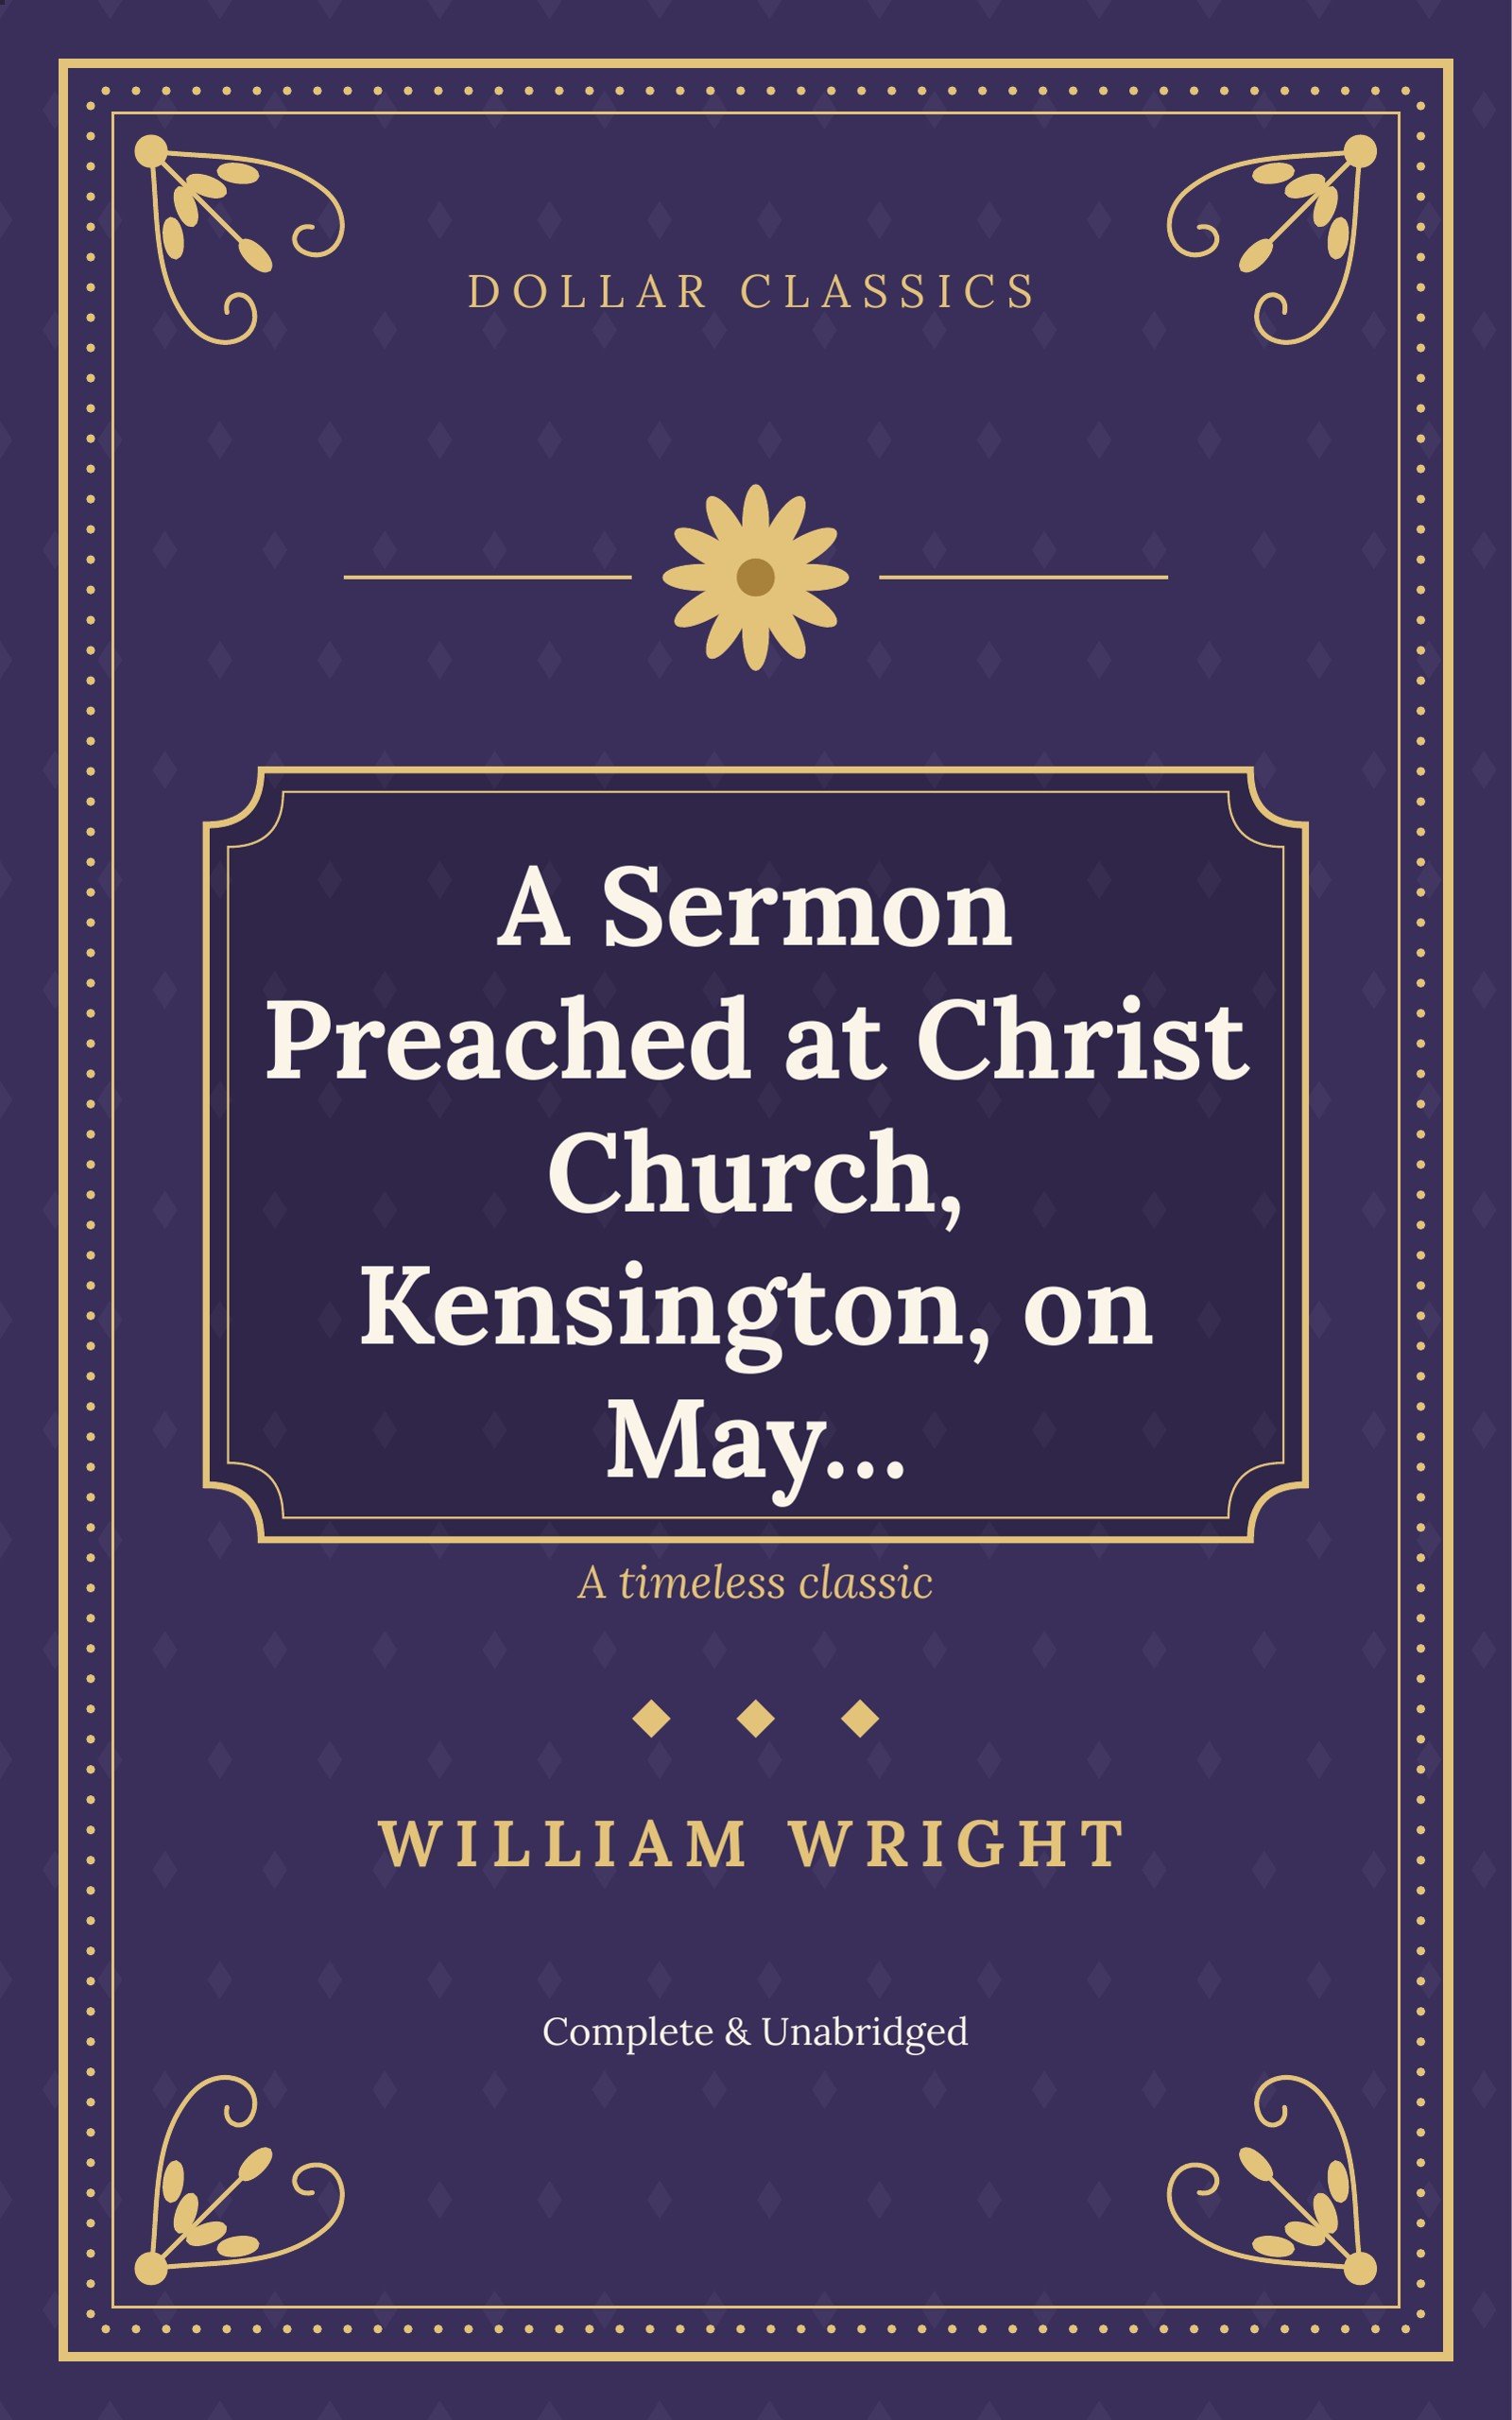 DOLLAR CLASSICS
A Sermon
Preached at Christ
Church,
Kensington, on
May...
A timeless classic
WILLIAM WRIGHT
Complete & Unabridged